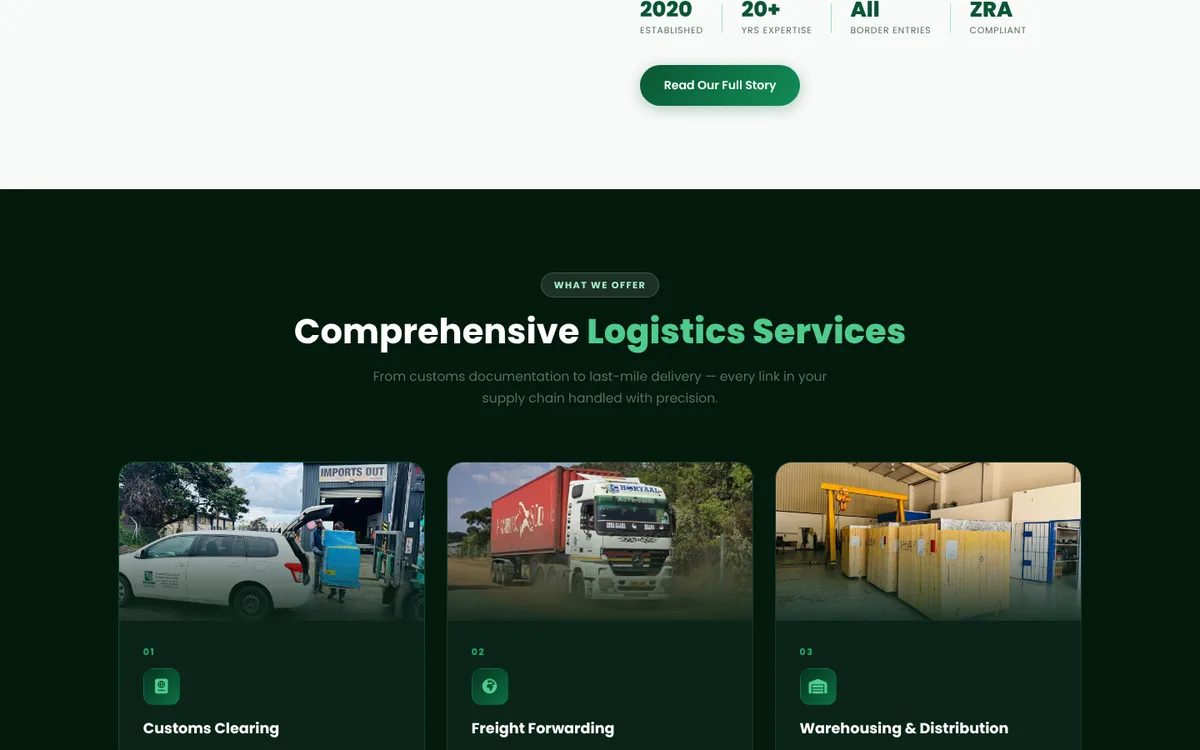 2020
ESTABLISHED
20+
YRS EXPERTISE
All
BORDER ENTRIES
ZRA
COMPLIANT
Read Our Full Story
WHAT WE OFFER
Comprehensive Logistics Services
From customs documentation to last-mile delivery — every link in your
supply chain handled with precision.
IMPORTS OUT
01
Customs Clearing
02
Freight Forwarding
03
Warehousing & Distribution